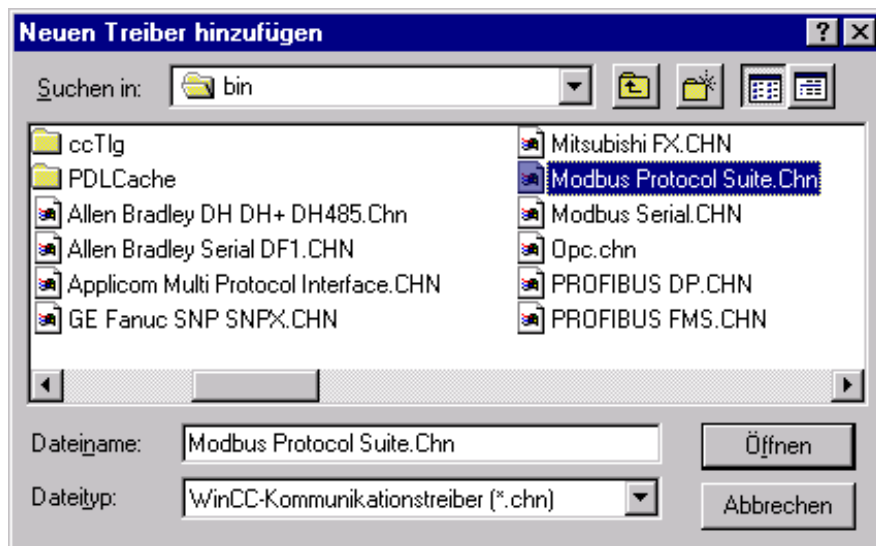 Neuen Treiber hinzufügen
Suchen in: bin
ccTlg
PDLCache
Allen Bradley DH DH+ DH485.Chn
Allen Bradley Serial DF1.CHN
Applicom Multi Protocol Interface.CHN
GE Fanuc SNP SNPX.CHN
Mitsubishi FX.CHN
Modbus Protocol Suite.Chn
Modbus Serial.CHN
Opc.chn
PROFIBUS DP.CHN
PROFIBUS FMS.CHN
Dateiname: Modbus Protocol Suite.Chn Öffnen
Dateityp: WinCC-Kommunikationstreiber (*.chn) Abbrechen